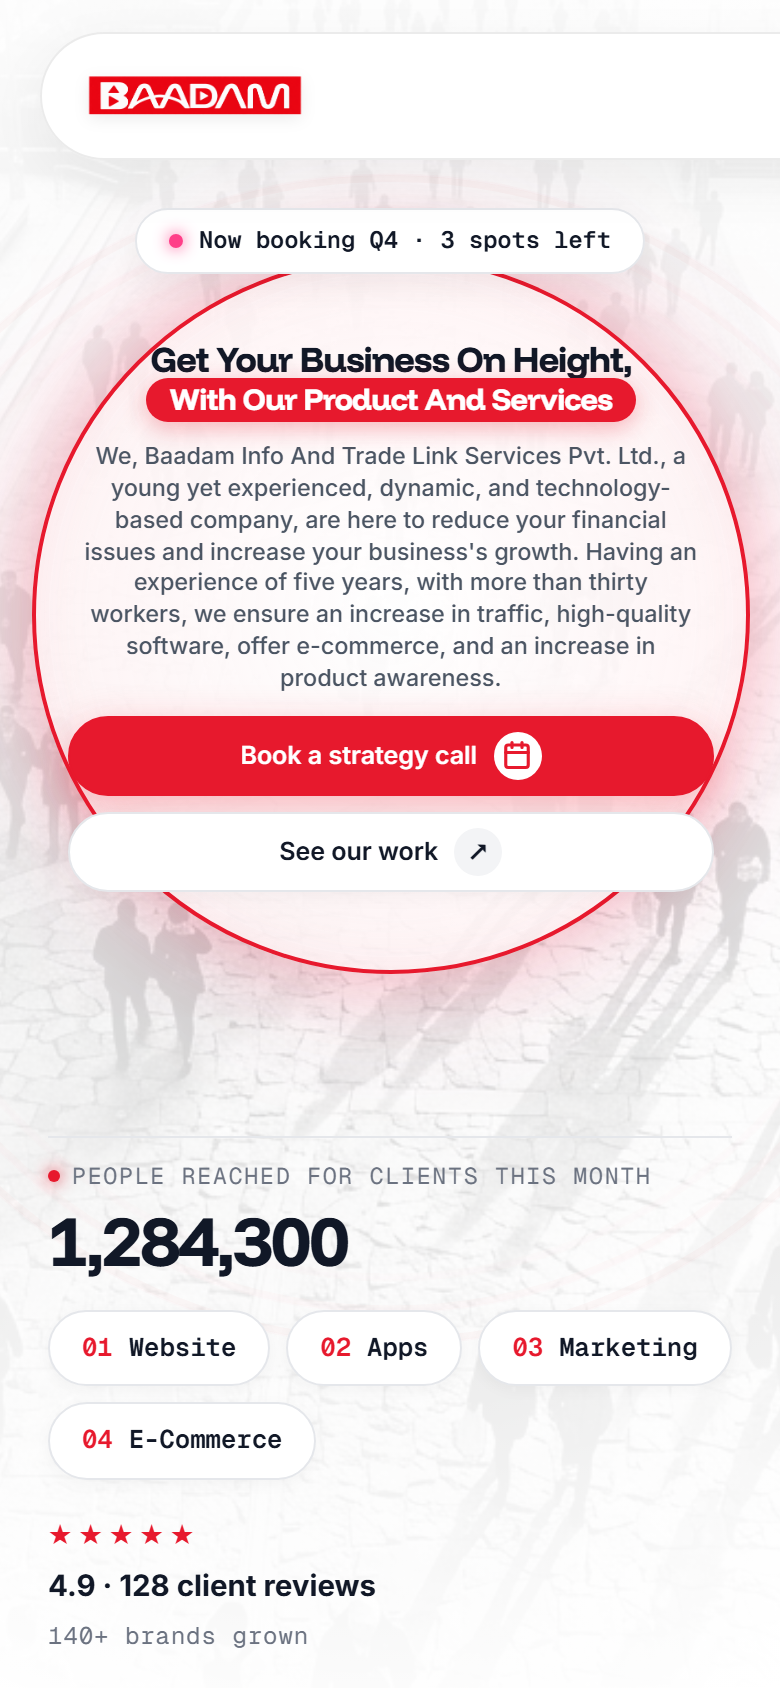 BAADAM
Now booking Q4 · 3 spots left
Get Your Business On Height,
With Our Product And Services
We, Baadam Info And Trade Link Services Pvt. Ltd., a
young yet experienced, dynamic, and technology-
based company, are here to reduce your financial
issues and increase your business's growth. Having an
experience of five years, with more than thirty
workers, we ensure an increase in traffic, high-quality
software, offer e-commerce, and an increase in
product awareness.
Book a strategy call
See our work ↗
PEOPLE REACHED FOR CLIENTS THIS MONTH
1,284,300
01 Website
02 Apps
03 Marketing
04 E-Commerce
★★★★★
4.9 · 128 client reviews
140+ brands grown